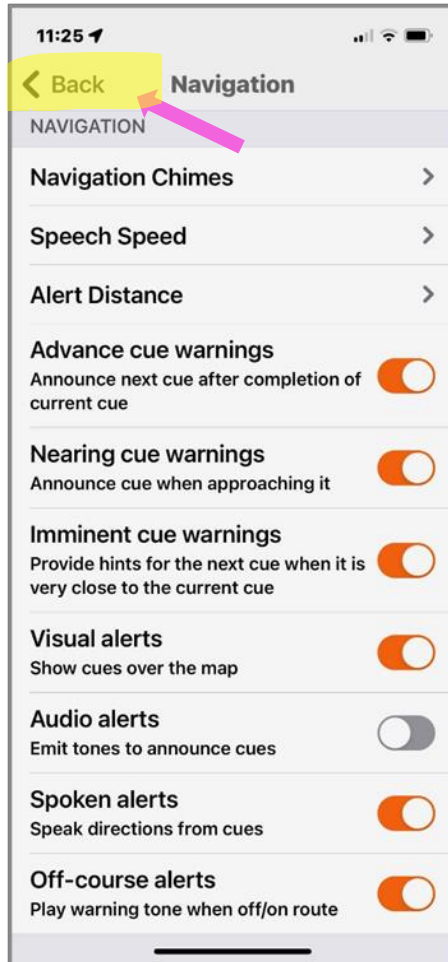 11:25
Back Navigation
NAVIGATION
Navigation Chimes
Speech Speed
Alert Distance
Advance cue warnings
Announce next cue after completion of
current cue
Nearing cue warnings
Announce cue when approaching it
Imminent cue warnings
Provide hints for the next cue when it is
very close to the current cue
Visual alerts
Show cues over the map
Audio alerts
Emit tones to announce cues
Spoken alerts
Speak directions from cues
Off-course alerts
Play warning tone when off/on route